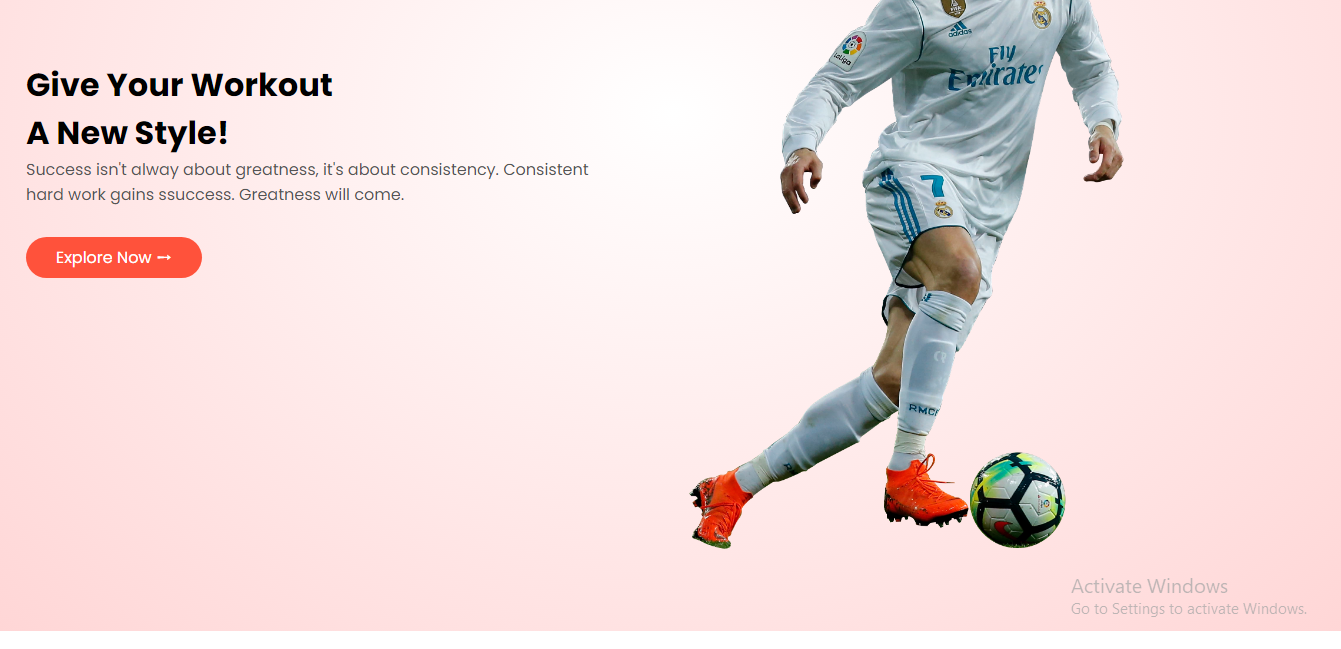 Give Your Workout
A New Style!
Success isn't alway about greatness, it's about consistency. Consistent
hard work gains ssuccess. Greatness will come.
Explore Now →
LaLiga
adidas
Fly
Emirates
7
RMCF
Activate Windows
Go to Settings to activate Windows.